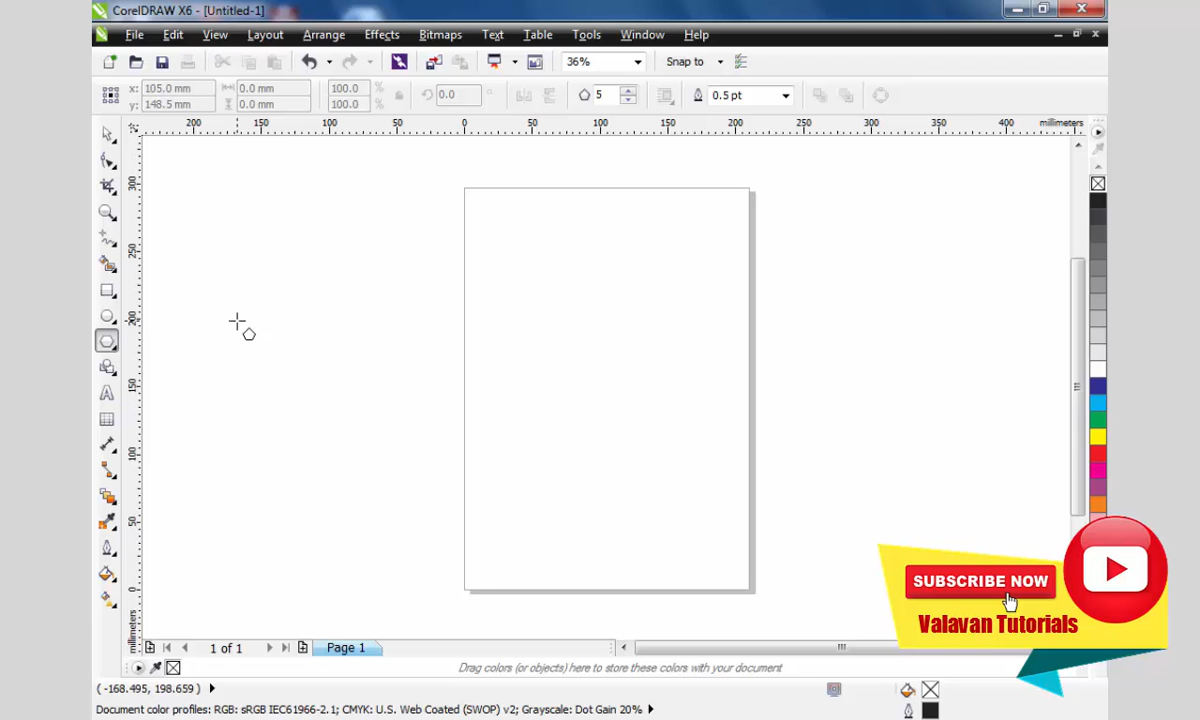 CorelDRAW X6 - [Untitled-1]
File Edit View Layout Arrange Effects Bitmaps Text Table Tools Window Help
36% Snap to
x: 105.0 mm 0.0 mm 100.0 % 0.0 ° 5 0.5 pt
y: 148.5 mm 0.0 mm 100.0 %
200 150 100 50 0 50 100 150 200 250 300 350 400 millimeters
300
250
200
150
100
50
0
millimeters
SUBSCRIBE NOW
Valavan Tutorials
1 of 1 Page 1
Drag colors (or objects) here to store these colors with your document
( -168.495, 198.659 )
Document color profiles: RGB: sRGB IEC61966-2.1; CMYK: U.S. Web Coated (SWOP) v2; Grayscale: Dot Gain 20%